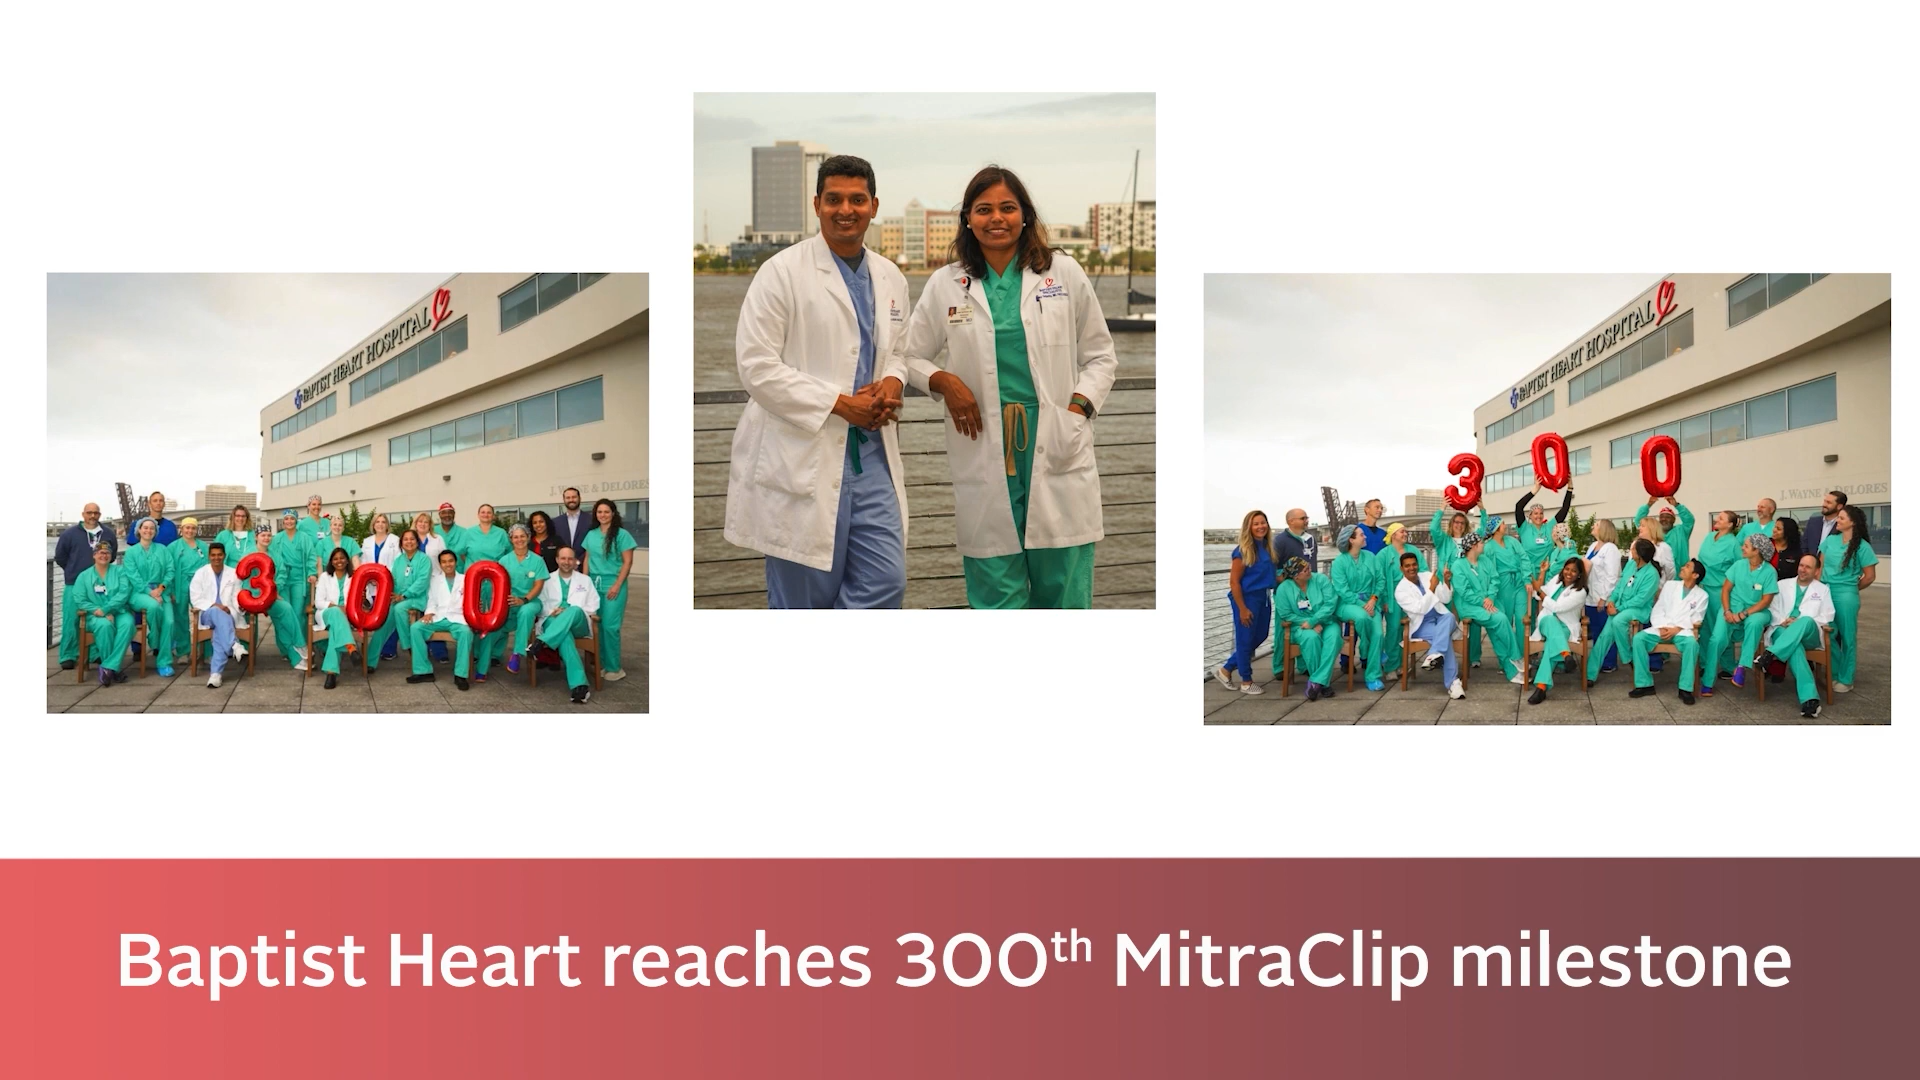 BAPTIST HEART HOSPITAL
J. WAYNE & DELORES
300
BAPTIST HEART HOSPITAL
J. WAYNE & DELORES
300
Baptist Heart reaches 300th MitraClip milestone